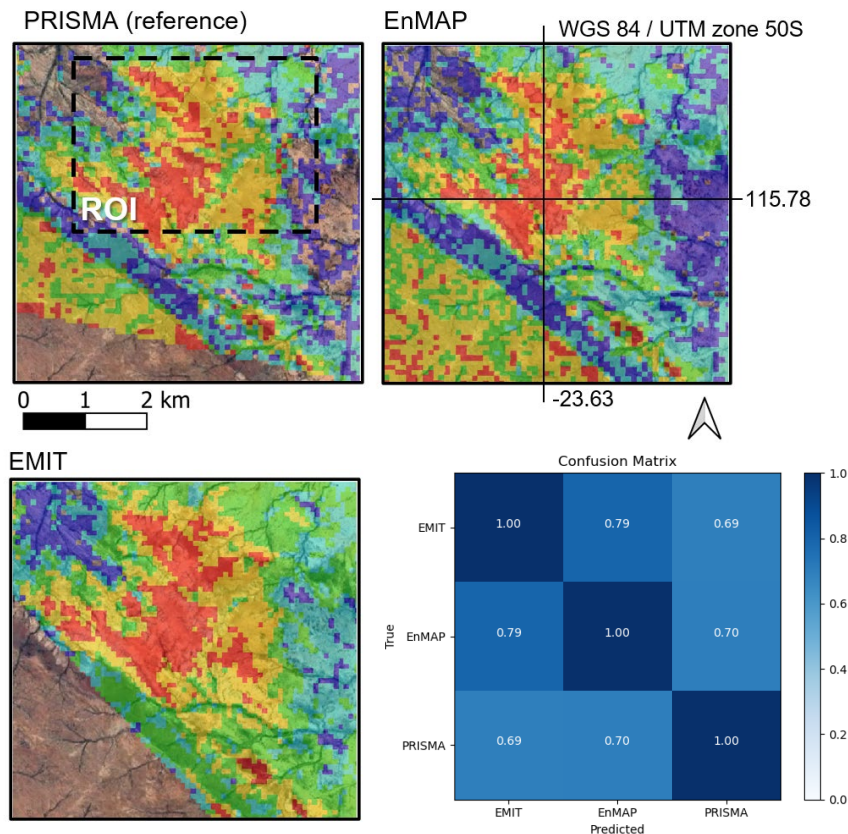 PRISMA (reference)
EnMAP
WGS 84 / UTM zone 50S
ROI
115.78
-23.63
0 1 2 km
EMIT
Confusion Matrix
EMIT
1.00
0.79
0.69
EnMAP
0.79
1.00
0.70
PRISMA
0.69
0.70
1.00
True
EMIT
EnMAP
PRISMA
Predicted
1.0
0.8
0.6
0.4
0.2
0.0